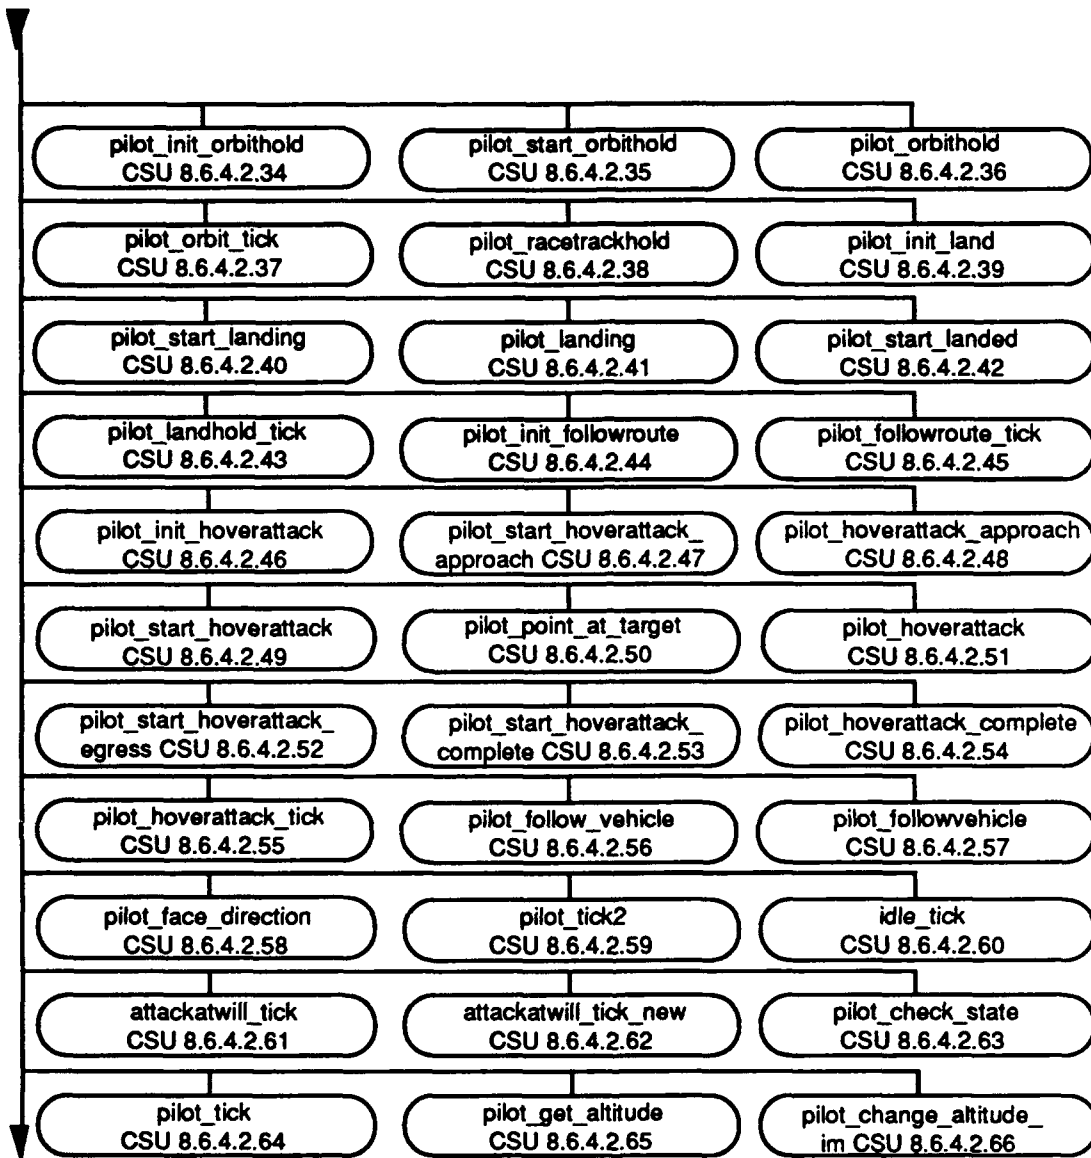 pilot_init_orbithold
CSU 8.6.4.2.34
pilot_start_orbithold
CSU 8.6.4.2.35
pilot_orbithold
CSU 8.6.4.2.36
pilot_orbit_tick
CSU 8.6.4.2.37
pilot_racetrackhold
CSU 8.6.4.2.38
pilot_init_land
CSU 8.6.4.2.39
pilot_start_landing
CSU 8.6.4.2.40
pilot_landing
CSU 8.6.4.2.41
pilot_start_landed
CSU 8.6.4.2.42
pilot_landhold_tick
CSU 8.6.4.2.43
pilot_init_followroute
CSU 8.6.4.2.44
pilot_followroute_tick
CSU 8.6.4.2.45
pilot_init_hoverattack
CSU 8.6.4.2.46
pilot_start_hoverattack_
approach CSU 8.6.4.2.47
pilot_hoverattack_approach
CSU 8.6.4.2.48
pilot_start_hoverattack
CSU 8.6.4.2.49
pilot_point_at_target
CSU 8.6.4.2.50
pilot_hoverattack
CSU 8.6.4.2.51
pilot_start_hoverattack_
egress CSU 8.6.4.2.52
pilot_start_hoverattack_
complete CSU 8.6.4.2.53
pilot_hoverattack_complete
CSU 8.6.4.2.54
pilot_hoverattack_tick
CSU 8.6.4.2.55
pilot_follow_vehicle
CSU 8.6.4.2.56
pilot_followvehicle
CSU 8.6.4.2.57
pilot_face_direction
CSU 8.6.4.2.58
pilot_tick2
CSU 8.6.4.2.59
idle_tick
CSU 8.6.4.2.60
attackatwill_tick
CSU 8.6.4.2.61
attackatwill_tick_new
CSU 8.6.4.2.62
pilot_check_state
CSU 8.6.4.2.63
pilot_tick
CSU 8.6.4.2.64
pilot_get_altitude
CSU 8.6.4.2.65
pilot_change_altitude_
im CSU 8.6.4.2.66